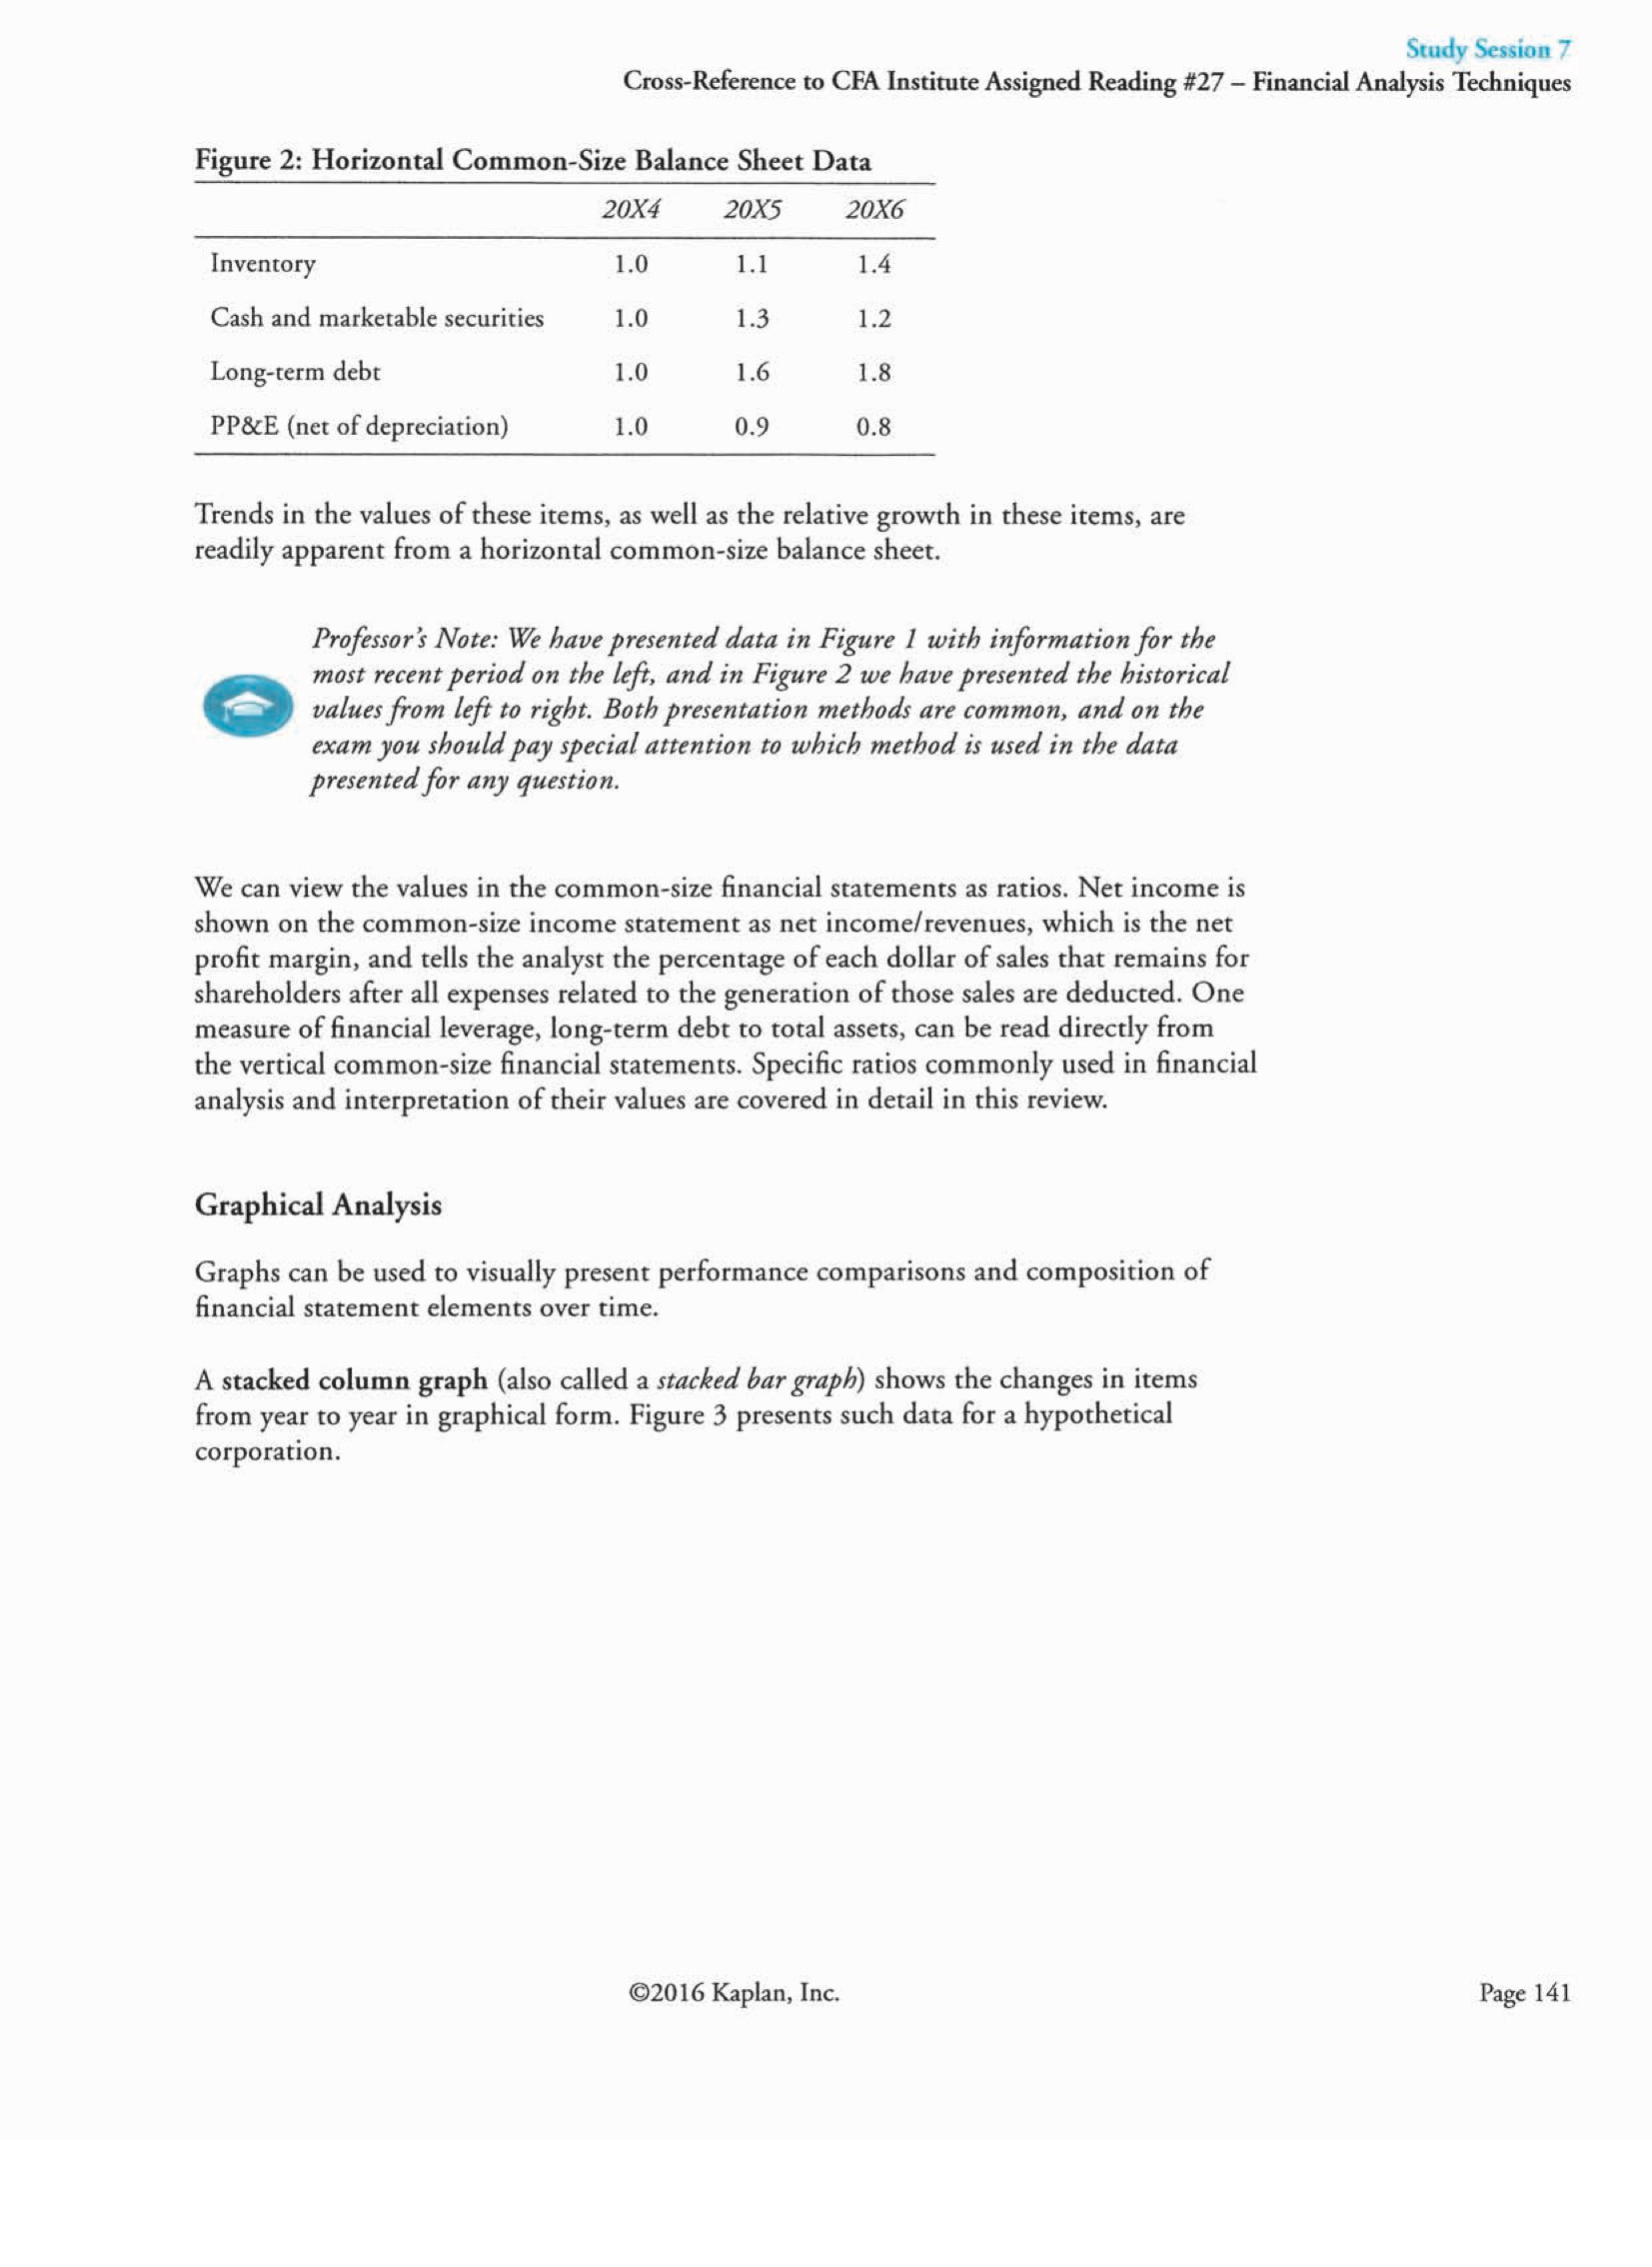 Study Session 7
Cross-Reference to CFA Institute Assigned Reading #27 – Financial Analysis Techniques
Figure 2: Horizontal Common-Size Balance Sheet Data
20X4 20X5 20X6
Inventory 1.0 1.1 1.4
Cash and marketable securities 1.0 1.3 1.2
Long-term debt 1.0 1.6 1.8
PP&E (net of depreciation) 1.0 0.9 0.8
Trends in the values of these items, as well as the relative growth in these items, are
readily apparent from a horizontal common-size balance sheet.
Professor's Note: We have presented data in Figure 1 with information for the
most recent period on the left, and in Figure 2 we have presented the historical
values from left to right. Both presentation methods are common, and on the
exam you should pay special attention to which method is used in the data
presented for any question.
We can view the values in the common-size financial statements as ratios. Net income is
shown on the common-size income statement as net income/revenues, which is the net
profit margin, and tells the analyst the percentage of each dollar of sales that remains for
shareholders after all expenses related to the generation of those sales are deducted. One
measure of financial leverage, long-term debt to total assets, can be read directly from
the vertical common-size financial statements. Specific ratios commonly used in financial
analysis and interpretation of their values are covered in detail in this review.
Graphical Analysis
Graphs can be used to visually present performance comparisons and composition of
financial statement elements over time.
A stacked column graph (also called a stacked bar graph) shows the changes in items
from year to year in graphical form. Figure 3 presents such data for a hypothetical
corporation.
©2016 Kaplan, Inc. Page 141